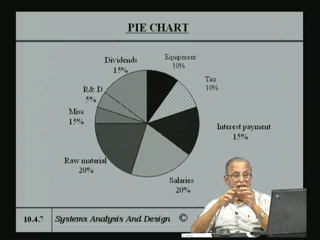 PIE CHART
Dividends
15%
Equipment
10%
Tax
10%
R& D
5%
Misc
15%
Interest payment
15%
Raw material
20%
Salaries
20%
10.4.7
Systems Analysis And Design ©